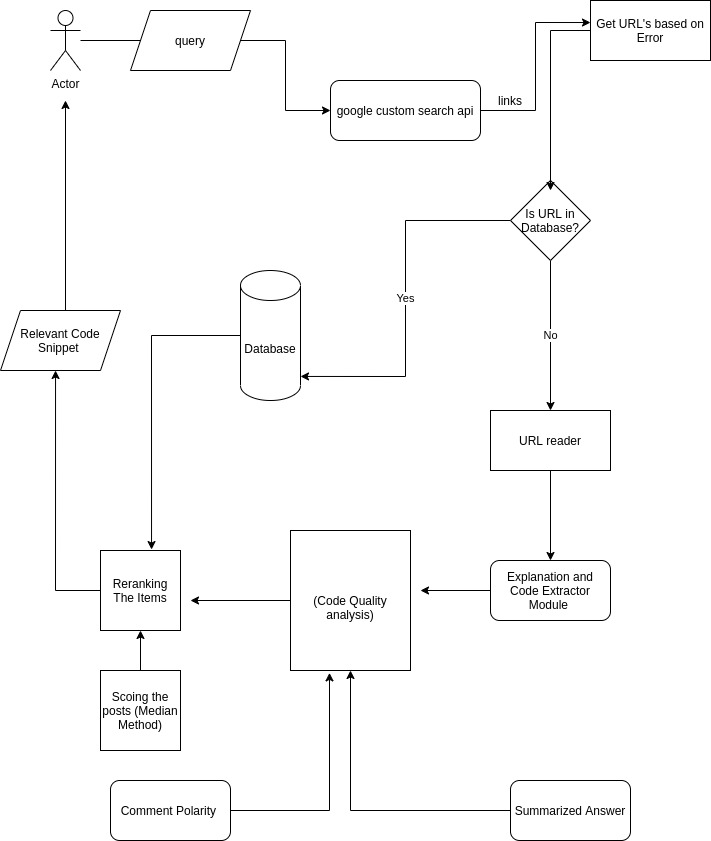 query
Get URL's based on
Error
Actor
google custom search api
links
Is URL in
Database?
Yes
Relevant Code
Snippet
Database
No
URL reader
Reranking
The Items
(Code Quality
analysis)
Explanation and
Code Extractor
Module
Scoing the
posts (Median
Method)
Comment Polarity
Summarized Answer